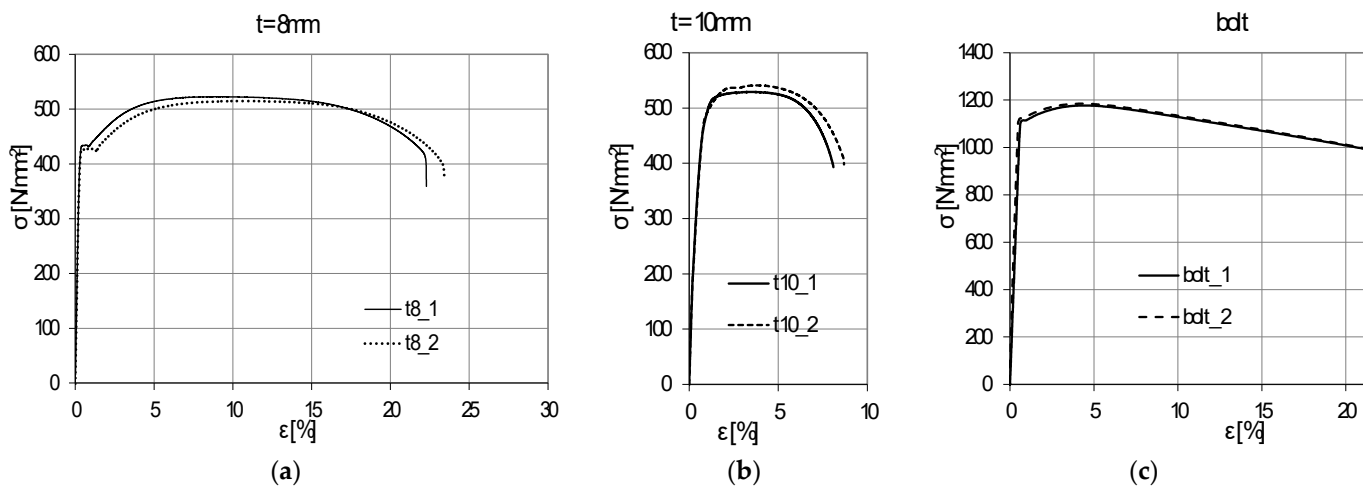 t=8mm
600
500
400
300
200
100
0
σ [N/mm²]
0 5 10 15 20 25 30
ε [%]
t8_1
t8_2
(a)
t=10mm
600
500
400
300
200
100
0
σ [N/mm²]
0 5 10
ε [%]
t10_1
t10_2
(b)
bolt
1400
1200
1000
800
600
400
200
0
σ [N/mm²]
0 5 10 15 20
ε [%]
bolt_1
bolt_2
(c)